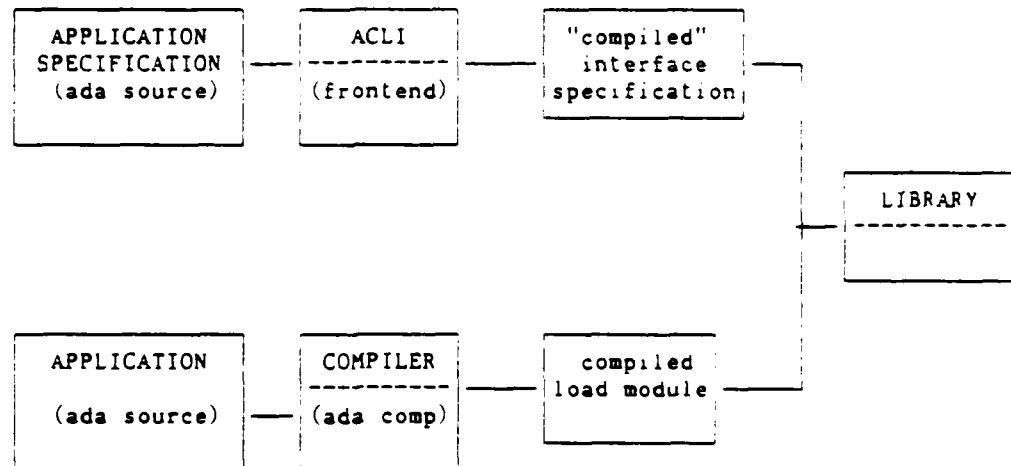 APPLICATION
SPECIFICATION
(ada source)
ACLI
(frontend)
"compiled"
interface
specification
LIBRARY
APPLICATION
(ada source)
COMPILER
(ada comp)
compiled
load module